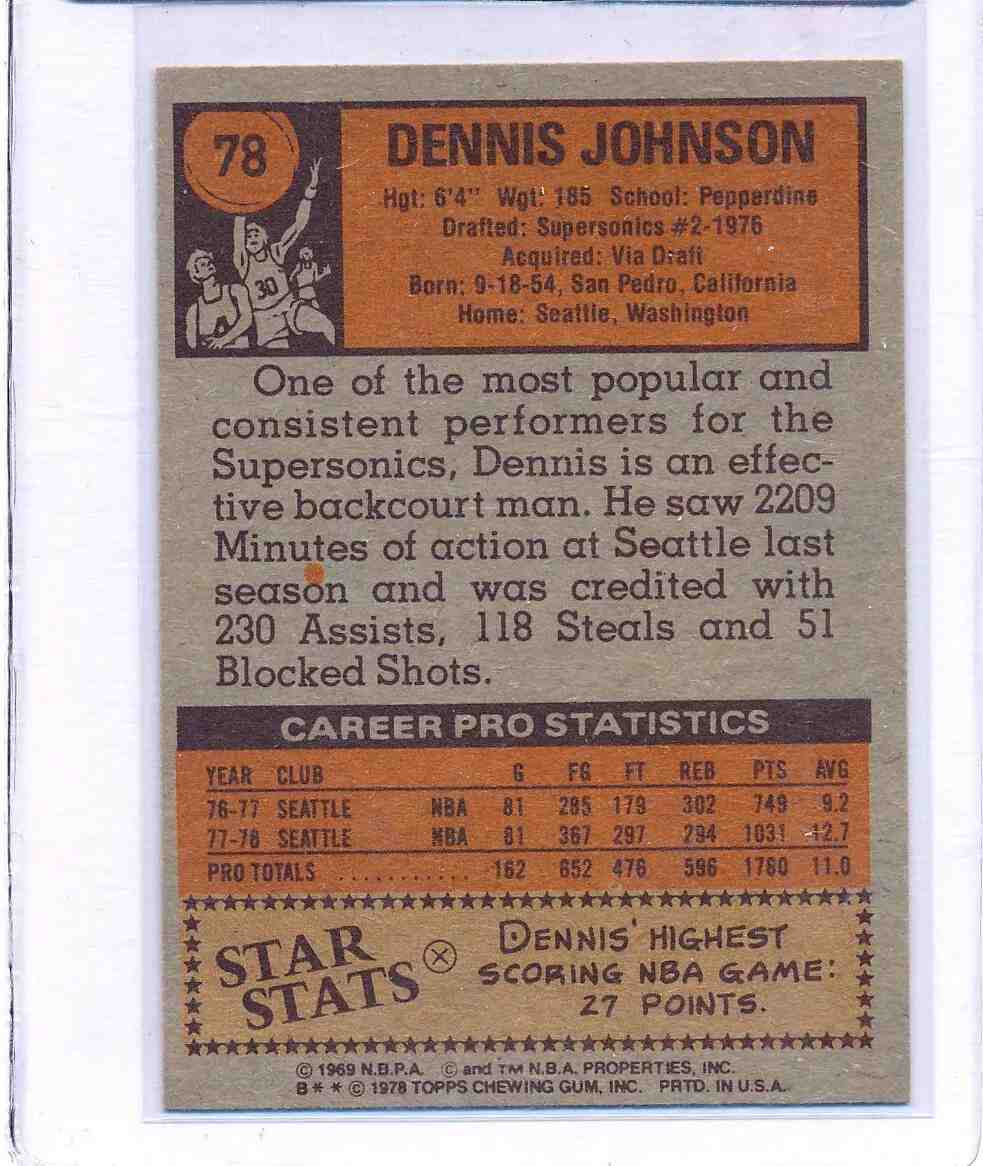 78
DENNIS JOHNSON
Hgt: 6'4" Wgt: 185 School: Pepperdine
Drafted: Supersonics #2-1976
Acquired: Via Draft
Born: 9-18-54, San Pedro, California
Home: Seattle, Washington
30
One of the most popular and
consistent performers for the
Supersonics, Dennis is an effec-
tive backcourt man. He saw 2209
Minutes of action at Seattle last
season and was credited with
230 Assists, 118 Steals and 51
Blocked Shots.
CAREER PRO STATISTICS
YEAR CLUB G FG FT REB PTS AVG
76-77 SEATTLE NBA 81 285 179 302 749 9.2
77-78 SEATTLE NBA 81 367 297 294 1031 12.7
PRO TOTALS ........... 162 652 476 596 1780 11.0
STAR
STATS
DENNIS' HIGHEST
SCORING NBA GAME:
27 POINTS.
© 1969 N.B.P.A. © and TM N.B.A. PROPERTIES, INC.
B* * © 1978 TOPPS CHEWING GUM, INC. PRTD. IN U.S.A.